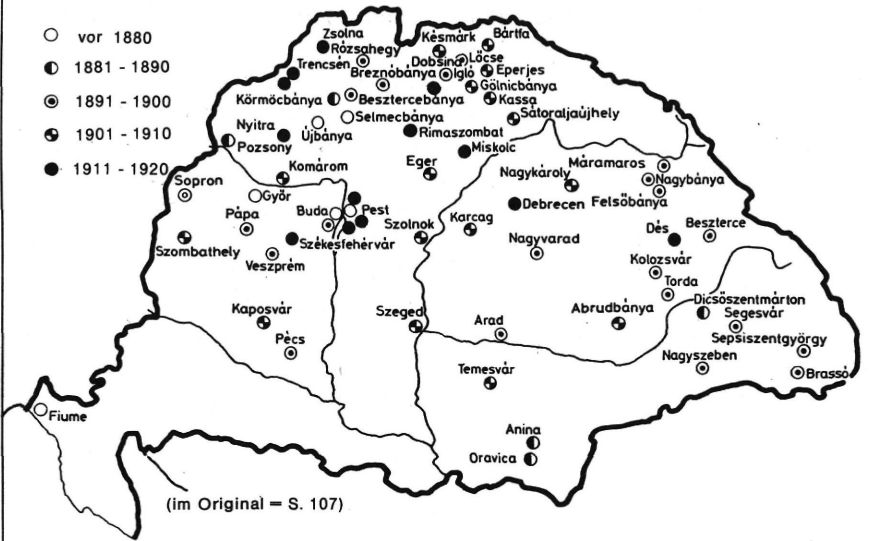 vor 1880
1881 - 1890
1891 - 1900
1901 - 1910
1911 - 1920
Zsolna
Rózsahegy
Trencsén
Késmárk
Bártfa
Dobsina
Lőcse
Igló
Eperjes
Breznóbánya
Gölnicbánya
Körmöcbánya
Besztercebánya
Kassa
Selmecbánya
Sátoraljaújhely
Nyitra
Újbánya
Rimaszombat
Pozsony
Miskolc
Komárom
Eger
Máramaros
Nagykároly
Nagybánya
Felsőbánya
Sopron
Győr
Buda
Pest
Debrecen
Pápa
Szolnok
Karcag
Dés
Beszterce
Szombathely
Székesfehérvár
Nagyvarad
Veszprém
Kolozsvár
Torda
Dicsöszentmárton
Kaposvár
Szeged
Arad
Abrudbánya
Segesvár
Pécs
Sepsiszentgyörgy
Nagyszeben
Temesvár
Brassó
Fiume
Anina
Oravica
(im Original = S. 107)